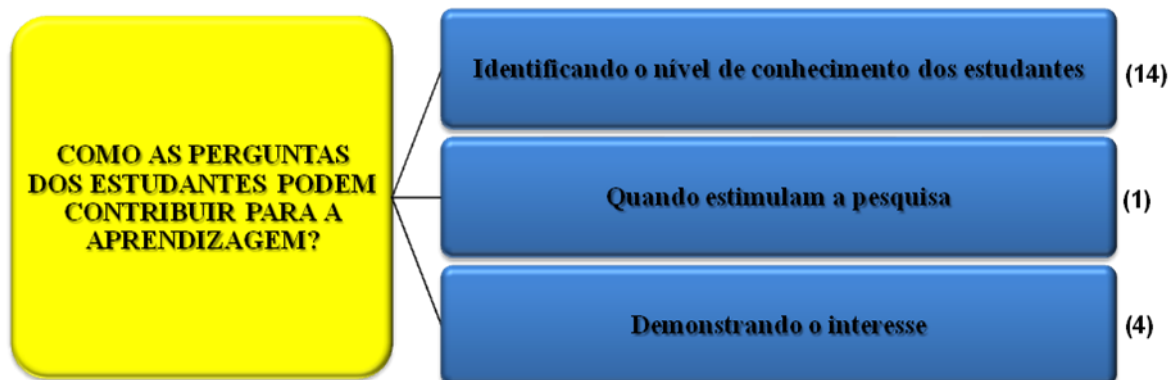 COMO AS PERGUNTAS
DOS ESTUDANTES PODEM
CONTRIBUIR PARA A
APRENDIZAGEM?
Identificando o nível de conhecimento dos estudantes (14)
Quando estimulam a pesquisa (1)
Demonstrando o interesse (4)